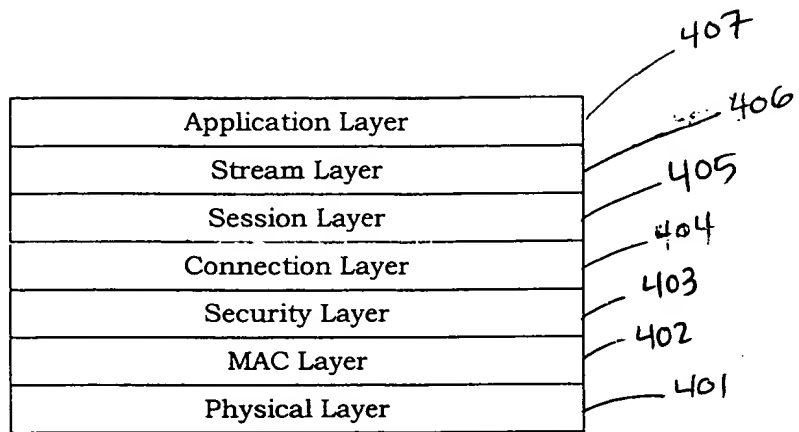 407
Application Layer
406
Stream Layer
405
Session Layer
404
Connection Layer
403
Security Layer
402
MAC Layer
401
Physical Layer